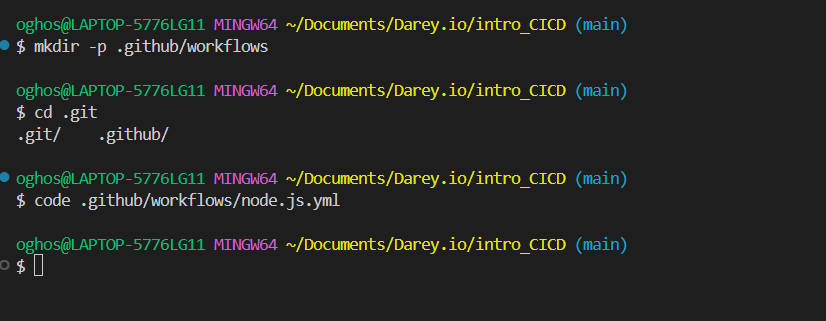 oghos@LAPTOP-5776LG11 MINGW64 ~/Documents/Darey.io/intro_CICD (main)
$ mkdir -p .github/workflows
oghos@LAPTOP-5776LG11 MINGW64 ~/Documents/Darey.io/intro_CICD (main)
$ cd .git
.git/    .github/
oghos@LAPTOP-5776LG11 MINGW64 ~/Documents/Darey.io/intro_CICD (main)
$ code .github/workflows/node.js.yml
oghos@LAPTOP-5776LG11 MINGW64 ~/Documents/Darey.io/intro_CICD (main)
$